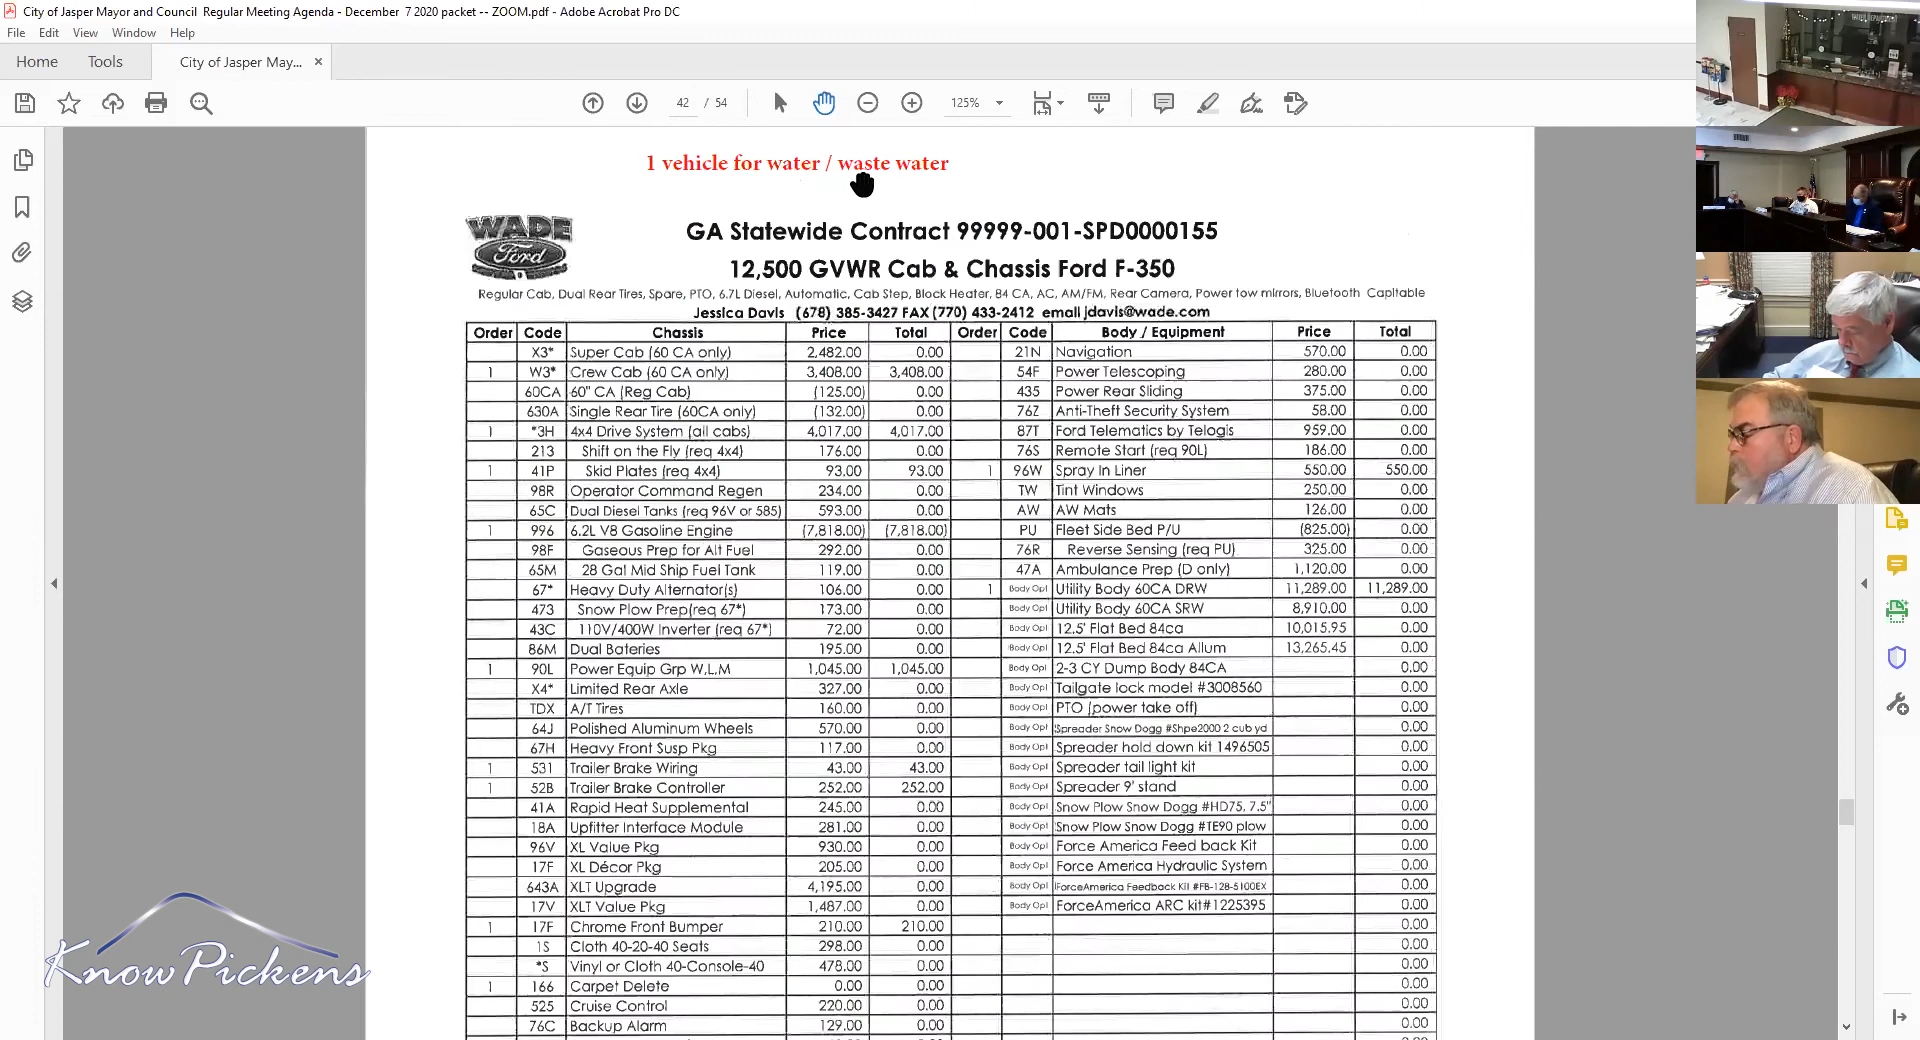 City of Jasper Mayor and Council Regular Meeting Agenda - December 7 2020 packet -- ZOOM.pdf - Adobe Acrobat Pro DC
File Edit View Window Help
Home Tools City of Jasper May... ×
42 / 54 125%
1 vehicle for water / waste water
WADE
Ford
GA Statewide Contract 99999-001-SPD0000155
12,500 GVWR Cab & Chassis Ford F-350
Regular Cab, Dual Rear Tires, Spare, PTO, 6.7L Diesel, Automatic, Cab Step, Block Heater, 84 CA, AC, AM/FM, Rear Camera, Power tow mirrors, Bluetooth Capltable
Jessica Davis (678) 385-3427 FAX (770) 433-2412 email jdavis@wade.com
Order Code Chassis Price Total Order Code Body / Equipment Price Total
X3* Super Cab (60 CA only) 2,482.00 0.00 21N Navigation 570.00 0.00
1 W3* Crew Cab (60 CA only) 3,408.00 3,408.00 54F Power Telescoping 280.00 0.00
60CA 60" CA (Reg Cab) (125.00) 0.00 435 Power Rear Sliding 375.00 0.00
630A Single Rear Tire (60CA only) (132.00) 0.00 76Z Anti-Theft Security System 58.00 0.00
1 *3H 4x4 Drive System (all cabs) 4,017.00 4,017.00 87T Ford Telematics by Telogis 959.00 0.00
213 Shift on the Fly (req 4x4) 176.00 0.00 76S Remote Start (req 90L) 186.00 0.00
1 41P Skid Plates (req 4x4) 93.00 93.00 1 96W Spray In Liner 550.00 550.00
98R Operator Command Regen 234.00 0.00 TW Tint Windows 250.00 0.00
65C Dual Diesel Tanks (req 96V or 585) 593.00 0.00 AW AW Mats 126.00 0.00
1 996 6.2L V8 Gasoline Engine (7,818.00) (7,818.00) PU Fleet Side Bed P/U (825.00) 0.00
98F Gaseous Prep for Alt Fuel 292.00 0.00 76R Reverse Sensing (req PU) 325.00 0.00
65M 28 Gal Mid Ship Fuel Tank 119.00 0.00 47A Ambulance Prep (D only) 1,120.00 0.00
67* Heavy Duty Alternator(s) 106.00 0.00 1 Body Opt Utility Body 60CA DRW 11,289.00 11,289.00
473 Snow Plow Prep(req 67*) 173.00 0.00 Body Opt Utility Body 60CA SRW 8,910.00 0.00
43C 110V/400W Inverter (req 67*) 72.00 0.00 Body Opt 12.5' Flat Bed 84ca 10,015.95 0.00
86M Dual Bateries 195.00 0.00 Body Opt 12.5' Flat Bed 84ca Allum 13,265.45 0.00
1 90L Power Equip Grp W,L,M 1,045.00 1,045.00 Body Opt 2-3 CY Dump Body 84CA 0.00
X4* Limited Rear Axle 327.00 0.00 Body Opt Tailgate lock model #3008560 0.00
TDX A/T Tires 160.00 0.00 Body Opt PTO (power take off) 0.00
64J Polished Aluminum Wheels 570.00 0.00 Body Opt Spreader Snow Dogg #Shpe2000 2 cub yd 0.00
67H Heavy Front Susp Pkg 117.00 0.00 Body Opt Spreader hold down kit 1496505 0.00
1 531 Trailer Brake Wiring 43.00 43.00 Body Opt Spreader tail light kit 0.00
1 52B Trailer Brake Controller 252.00 252.00 Body Opt Spreader 9' stand 0.00
41A Rapid Heat Supplemental 245.00 0.00 Body Opt Snow Plow Snow Dogg #HD75, 7.5" 0.00
18A Upfitter Interface Module 281.00 0.00 Body Opt Snow Plow Snow Dogg #TE90 plow 0.00
96V XL Value Pkg 930.00 0.00 Body Opt Force America Feed back Kit 0.00
17F XL Décor Pkg 205.00 0.00 Body Opt Force America Hydraulic System 0.00
643A XLT Upgrade 4,195.00 0.00 Body Opt ForceAmerica Feedback Kit #FB-128-5100EX 0.00
17V XLT Value Pkg 1,487.00 0.00 Body Opt ForceAmerica ARC kit#1225395 0.00
1 17F Chrome Front Bumper 210.00 210.00 0.00
1S Cloth 40-20-40 Seats 298.00 0.00 0.00
*S Vinyl or Cloth 40-Console-40 478.00 0.00 0.00
1 166 Carpet Delete 0.00 0.00 0.00
525 Cruise Control 220.00 0.00 0.00
76C Backup Alarm 129.00 0.00 0.00
KnowPickens